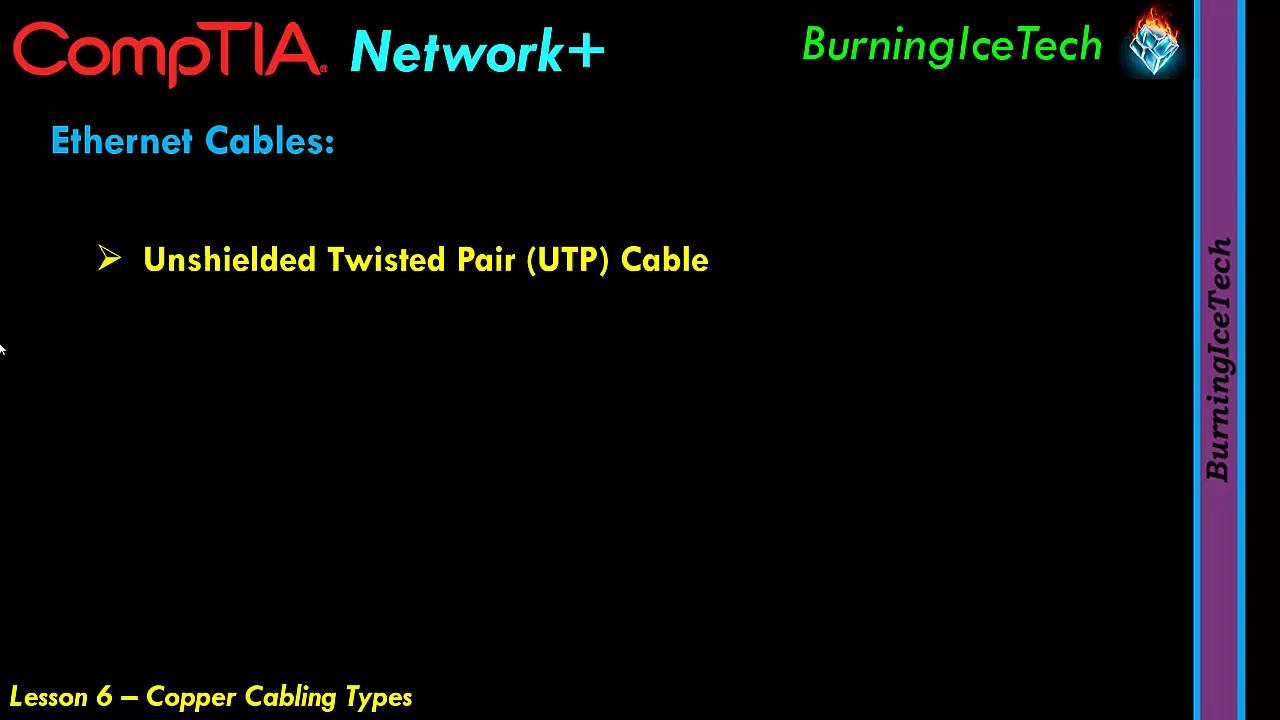 CompTIA® Network+
BurningIceTech
Ethernet Cables:
➢ Unshielded Twisted Pair (UTP) Cable
BurningIceTech
Lesson 6 – Copper Cabling Types